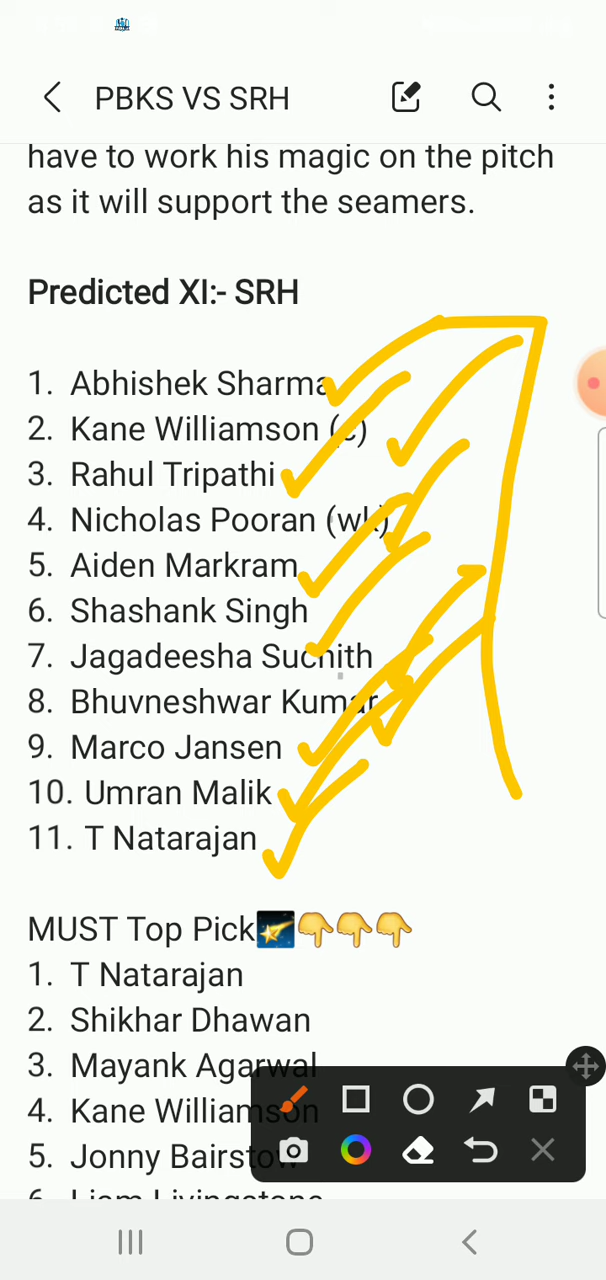 PBKS VS SRH
have to work his magic on the pitch
as it will support the seamers.
Predicted XI:- SRH
1. Abhishek Sharma
2. Kane Williamson (c)
3. Rahul Tripathi
4. Nicholas Pooran (wk)
5. Aiden Markram
6. Shashank Singh
7. Jagadeesha Suchith
8. Bhuvneshwar Kumar
9. Marco Jansen
10. Umran Malik
11. T Natarajan
MUST Top Pick🌠👇👇👇
1. T Natarajan
2. Shikhar Dhawan
3. Mayank Agarwal
4. Kane Williamson
5. Jonny Bairstow
6. Liam Livingstone